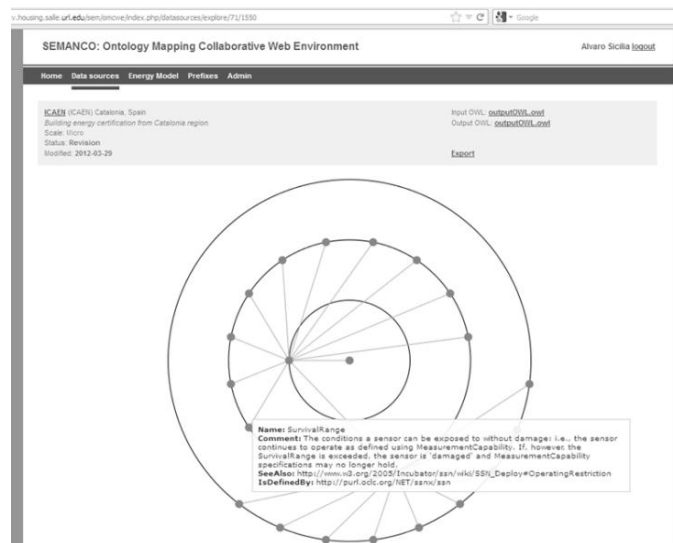 v.housing.salle.url.edu/sem/omcve/index.php/datasources/explore/71/1550
Google
SEMANCO: Ontology Mapping Collaborative Web Environment
Alvaro Sicilia logout
Home Data sources Energy Model Prefixes Admin
ICAEN (ICAEN) Catalonia, Spain
Building energy certification from Catalonia region
Scale: Micro
Status: Revision
Modified: 2012-03-29
Input OWL: outputOWL.owl
Output OWL: outputOWL.owl
Export
Name: SurvivalRange
Comment: The conditions a sensor can be exposed to without damage: i.e., the sensor
continues to operate as defined using MeasurementCapability. If, however, the
SurvivalRange is exceeded, the sensor is 'damaged' and MeasurementCapability
specifications may no longer hold.
SeeAlso: http://www.w3.org/2005/Incubator/ssn/wiki/SSN_Deploy#OperatingRestriction
IsDefinedBy: http://purl.oclc.org/NET/ssnx/ssn